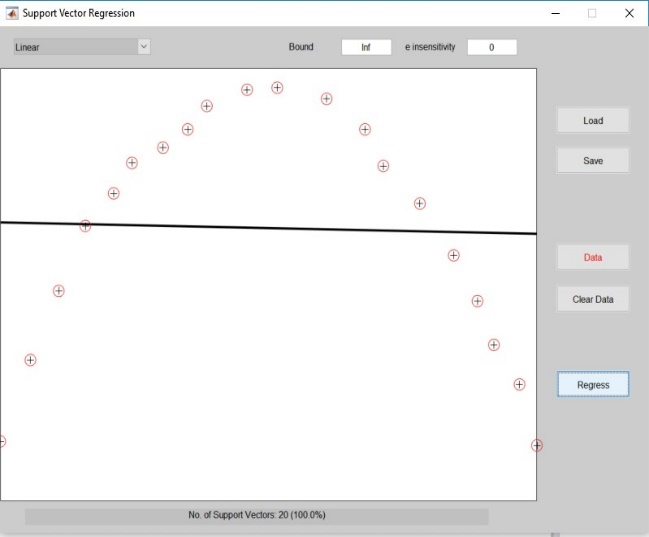 Support Vector Regression
Linear Bound Inf e insensitivity 0
Load
Save
Data
Clear Data
Regress
No. of Support Vectors: 20 (100.0%)